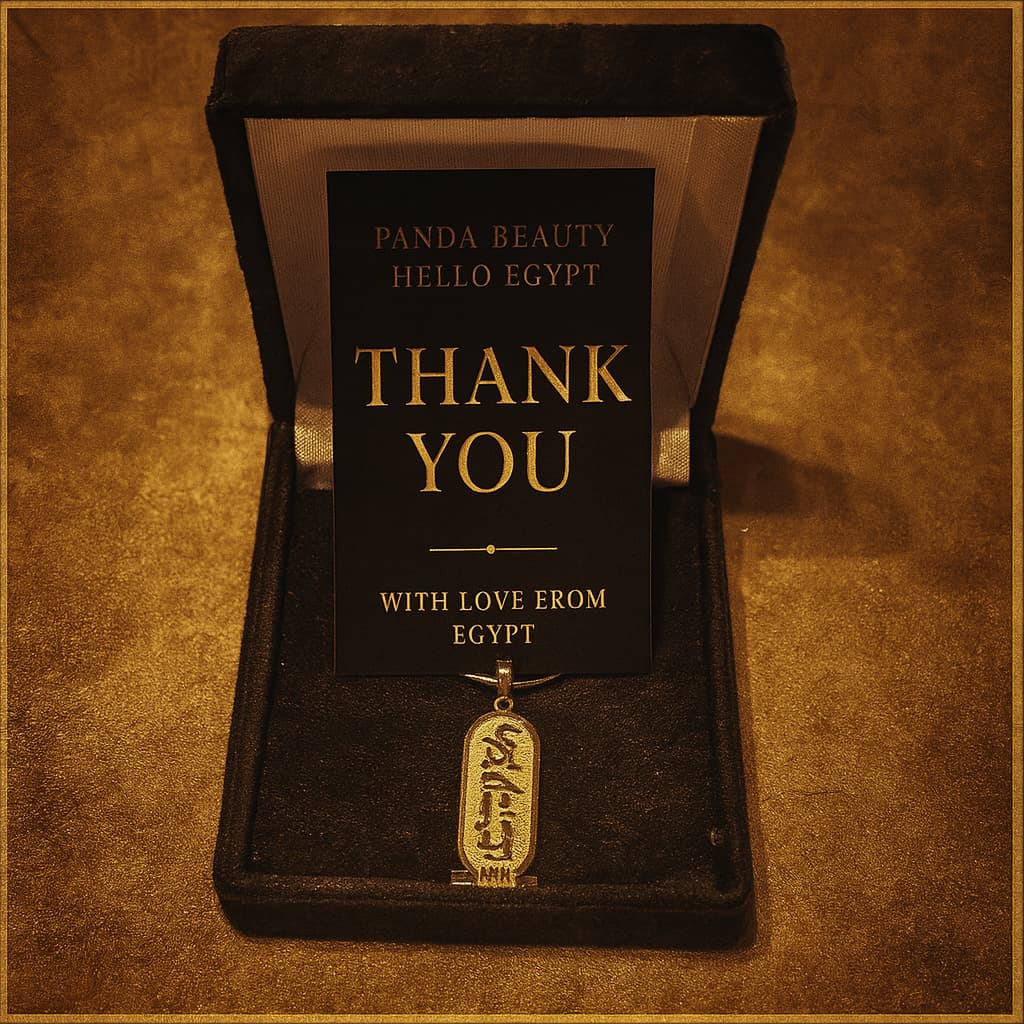 PANDA BEAUTY
HELLO EGYPT
THANK
YOU
WITH LOVE EROM
EGYPT